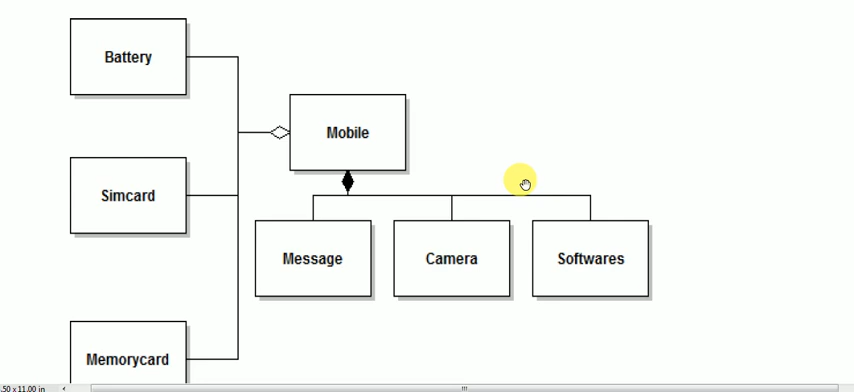 Battery
Mobile
Simcard
Message
Camera
Softwares
Memorycard
.50 x 11.00 in